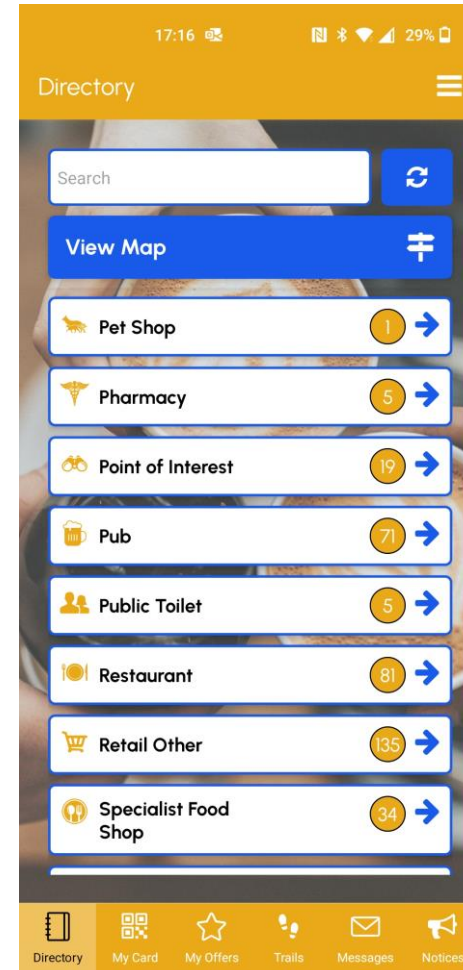 17:16
29%
Directory
Search
View Map
Pet Shop 1
Pharmacy 5
Point of Interest 19
Pub 71
Public Toilet 5
Restaurant 81
Retail Other 135
Specialist Food
Shop 34
Directory My Card My Offers Trails Messages Notices